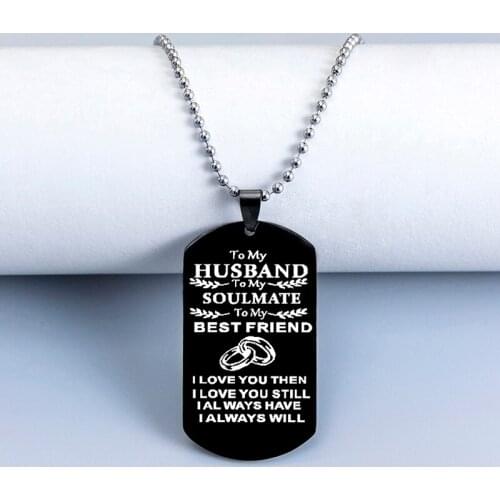 To My
HUSBAND
To My
SOULMATE
To My
BEST FRIEND
I LOVE YOU THEN
I LOVE YOU STILL
I AL WAYS HAVE
I ALWAYS WILL